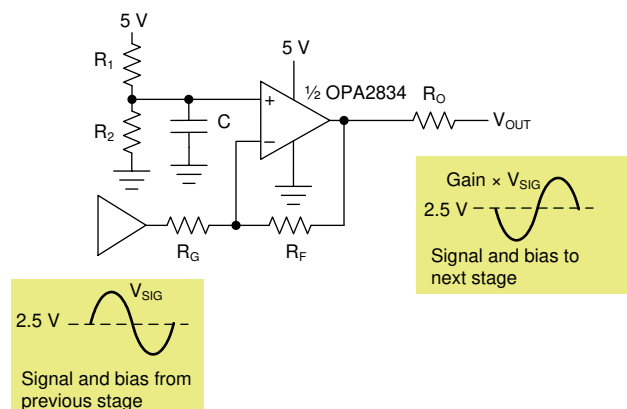 5 V
R1
5 V
½ OPA2834
RO
+
C
R2
−
VOUT
Gain × VSIG
2.5 V
RG
RF
Signal and bias to
next stage
VSIG
2.5 V
Signal and bias from
previous stage